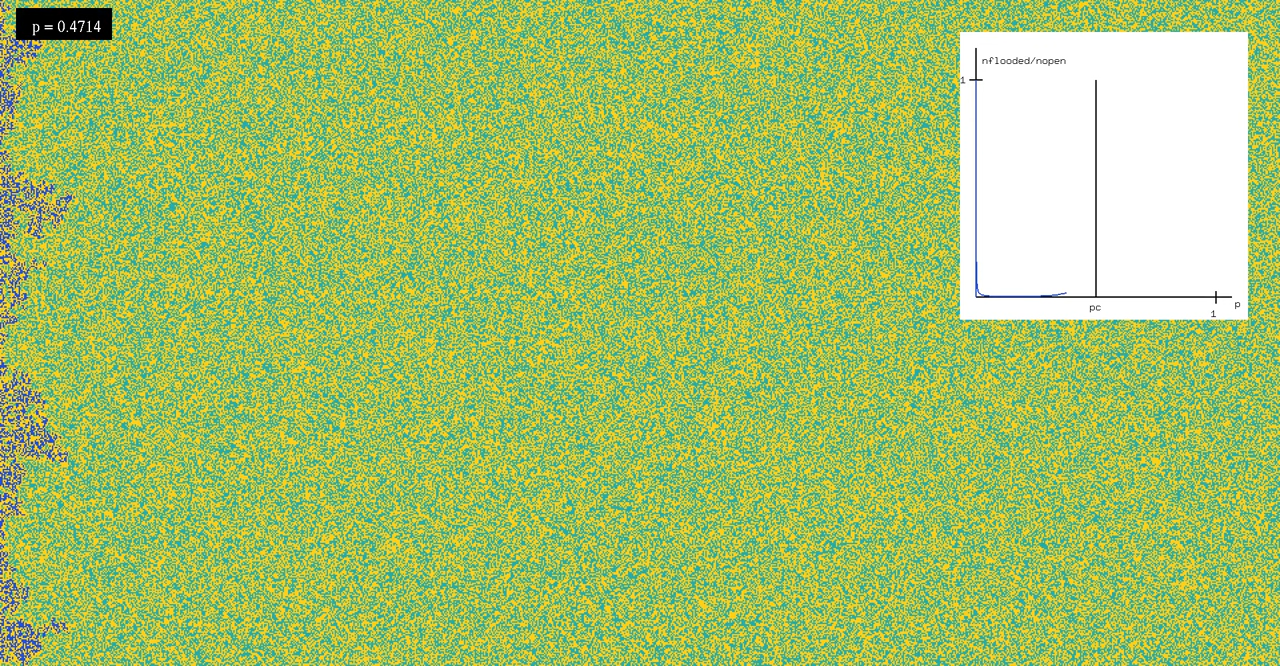 p = 0.4714
nflooded/nopen
1
pc
1
p